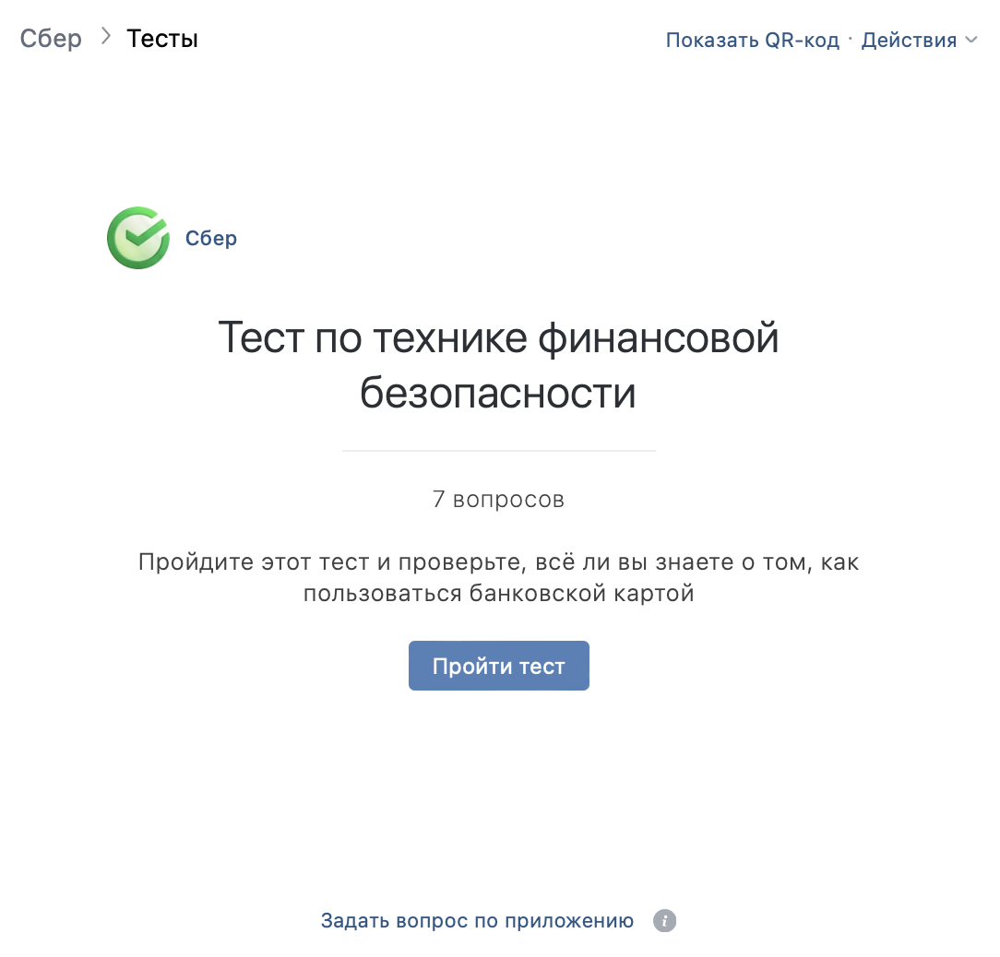 Сбер > Тесты Показать QR-код · Действия
Сбер
Тест по технике финансовой
безопасности
7 вопросов
Пройдите этот тест и проверьте, всё ли вы знаете о том, как
пользоваться банковской картой
Пройти тест
Задать вопрос по приложению i